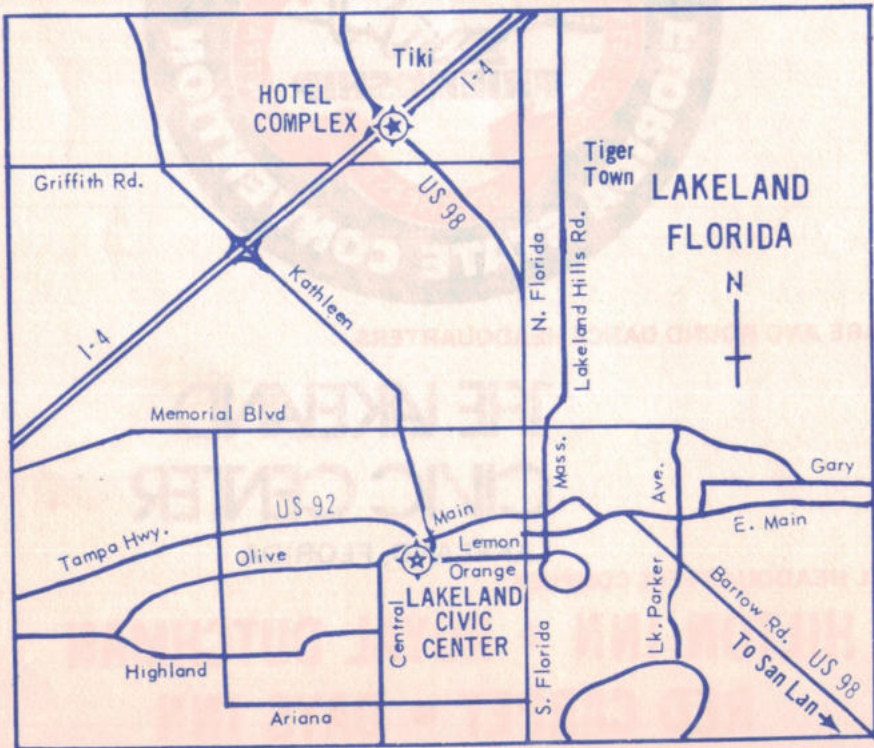 Tiki
I-4
HOTEL
COMPLEX
Griffith Rd.
US 98
Tiger
Town
LAKELAND
FLORIDA
N
N. Florida
Lakeland Hills Rd.
Kathleen
I-4
Memorial Blvd
Mass.
Ave.
Gary
US 92
Main
E. Main
Tampa Hwy.
Olive
Lemon
Orange
Central
LAKELAND
CIVIC
CENTER
S. Florida
Lk. Parker
Bartow Rd.
US 98
To San Lan
Highland
Ariana